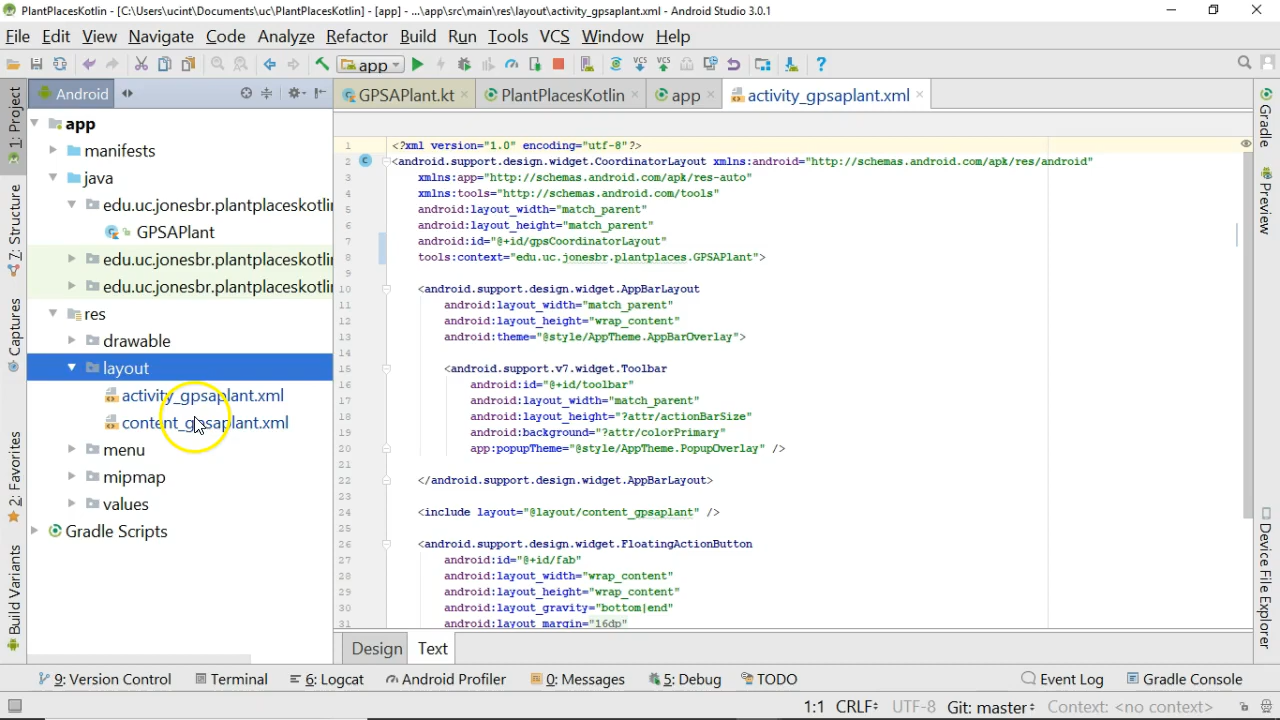 PlantPlacesKotlin - [C:\Users\ucint\Documents\uc\PlantPlacesKotlin] - [app] - ...\app\src\main\res\layout\activity_gpsaplant.xml - Android Studio 3.0.1
File Edit View Navigate Code Analyze Refactor Build Run Tools VCS Window Help
app VCS VCS ?
Android
GPSAPlant.kt PlantPlacesKotlin app activity_gpsaplant.xml
1: Project
Z: Structure
Captures
2: Favorites
Build Variants
app
manifests
java
edu.uc.jonesbr.plantplaceskotlin
GPSAPlant
edu.uc.jonesbr.plantplaceskotlin
edu.uc.jonesbr.plantplaceskotlin
res
drawable
layout
activity_gpsaplant.xml
content_gpsaplant.xml
menu
mipmap
values
Gradle Scripts
1 <?xml version="1.0" encoding="utf-8"?>
2 <android.support.design.widget.CoordinatorLayout xmlns:android="http://schemas.android.com/apk/res/android"
3 xmlns:app="http://schemas.android.com/apk/res-auto"
4 xmlns:tools="http://schemas.android.com/tools"
5 android:layout_width="match_parent"
6 android:layout_height="match_parent"
7 android:id="@+id/gpsCoordinatorLayout"
8 tools:context="edu.uc.jonesbr.plantplaces.GPSAPlant">
9
10 <android.support.design.widget.AppBarLayout
11 android:layout_width="match_parent"
12 android:layout_height="wrap_content"
13 android:theme="@style/AppTheme.AppBarOverlay">
14
15 <android.support.v7.widget.Toolbar
16 android:id="@+id/toolbar"
17 android:layout_width="match_parent"
18 android:layout_height="?attr/actionBarSize"
19 android:background="?attr/colorPrimary"
20 app:popupTheme="@style/AppTheme.PopupOverlay" />
21
22 </android.support.design.widget.AppBarLayout>
23
24 <include layout="@layout/content_gpsaplant" />
25
26 <android.support.design.widget.FloatingActionButton
27 android:id="@+id/fab"
28 android:layout_width="wrap_content"
29 android:layout_height="wrap_content"
30 android:layout_gravity="bottom|end"
31 android:layout_margin="16dp"
Gradle
Preview
Device File Explorer
Design Text
9: Version Control Terminal 6: Logcat Android Profiler 0: Messages 5: Debug TODO Event Log Gradle Console
1:1 CRLF UTF-8 Git: master Context: <no context>